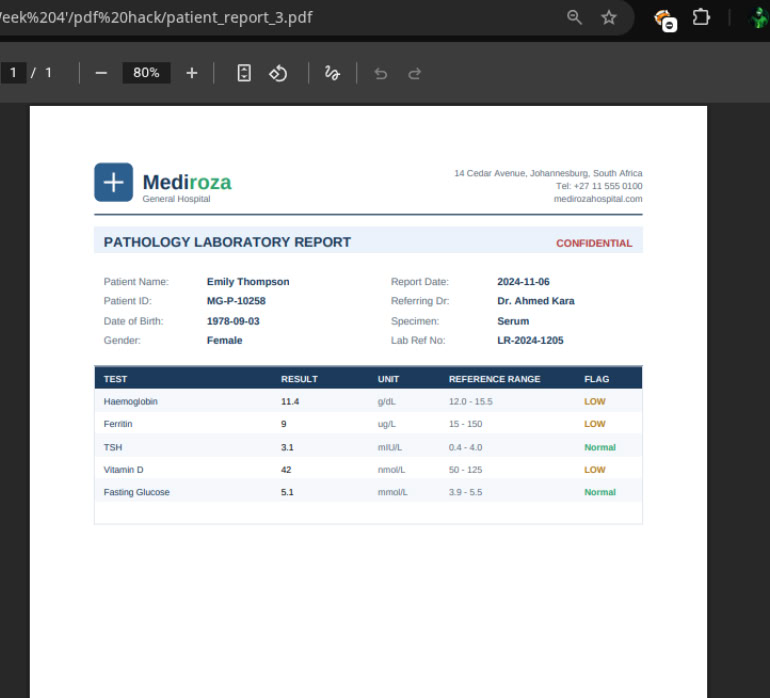 /eek%204'/pdf%20hack/patient_report_3.pdf
1 / 1 80%
Mediroza
General Hospital
14 Cedar Avenue, Johannesburg, South Africa
Tel: +27 11 555 0100
medirozahospital.com
PATHOLOGY LABORATORY REPORT CONFIDENTIAL
Patient Name: Emily Thompson Report Date: 2024-11-06
Patient ID: MG-P-10258 Referring Dr: Dr. Ahmed Kara
Date of Birth: 1978-09-03 Specimen: Serum
Gender: Female Lab Ref No: LR-2024-1205
TEST RESULT UNIT REFERENCE RANGE FLAG
Haemoglobin 11.4 g/dL 12.0 - 15.5 LOW
Ferritin 9 ug/L 15 - 150 LOW
TSH 3.1 mIU/L 0.4 - 4.0 Normal
Vitamin D 42 nmol/L 50 - 125 LOW
Fasting Glucose 5.1 mmol/L 3.9 - 5.5 Normal